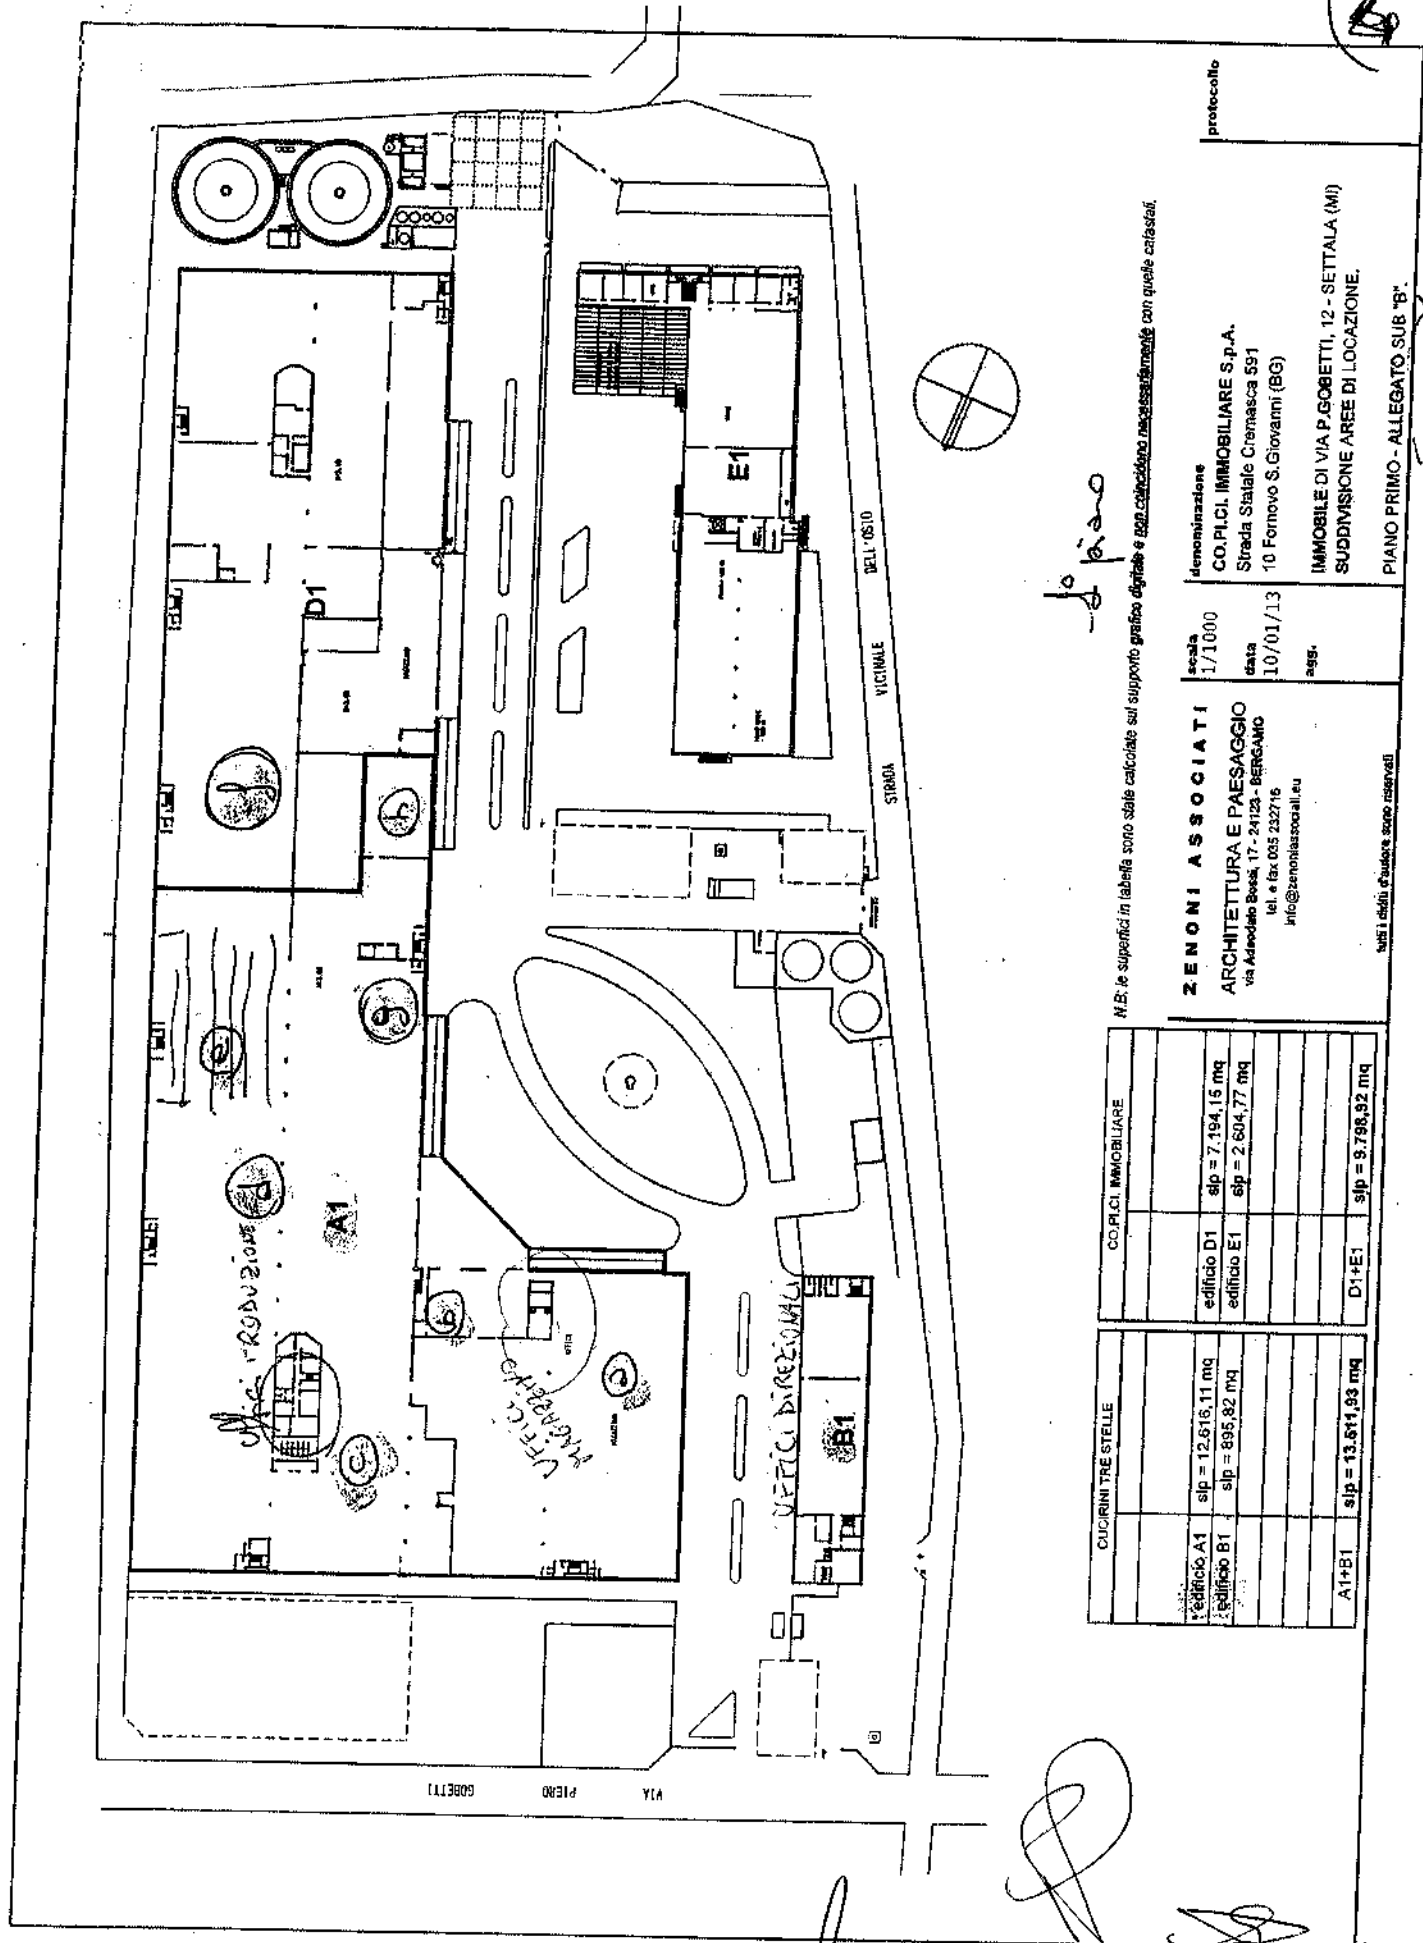 D1
E1
A1
B1
f
h
e
g
d
b
a
c
PRODUZIONE
UFFICI
MAGAZZINO
UFFICI DIREZIONALI
VIA PIERO GOBETTI
STRADA VICINALE DELL'OSIO
piano
N.B: le superfici in tabella sono state calcolate sul supporto grafico digitale e non coincidono necessariamente con quelle catastali.
CUCIRINI TRE STELLE
edificio A1 slp = 12.616,11 mq
edificio B1 slp = 895,82 mq
A1+B1 slp = 13.511,93 mq
CO.PI.CI. IMMOBILIARE
edificio D1 slp = 7.194,15 mq
edificio E1 slp = 2.604,77 mq
D1+E1 slp = 9.798,92 mq
ZENONI ASSOCIATI
ARCHITETTURA E PAESAGGIO
via Adeodato Bosai, 17 - 24123 - BERGAMO
tel. e fax 035 232716
info@zenoniassociati.eu
tutti i diritti d'autore sono riservati
scala
1/1000
data
10/01/13
agg.
denominazione
CO.PI.CI. IMMOBILIARE S.p.A.
Strada Statale Cremasca 591
10 Fornovo S.Giovanni (BG)
IMMOBILE DI VIA P.GOBETTI, 12 - SETTALA (MI)
SUDDIVISIONE AREE DI LOCAZIONE.
PIANO PRIMO - ALLEGATO SUB "B".
protocollo